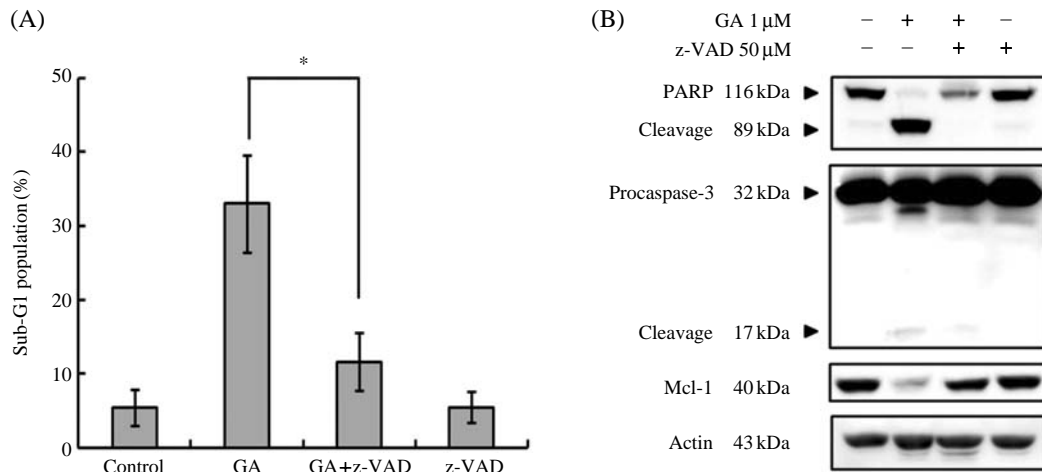 (A)
*
50
40
30
20
10
0
Sub-G1 population (%)
Control GA GA+z-VAD z-VAD
(B)
GA 1 μM − + + −
z-VAD 50 μM − − + +
PARP 116 kDa
Cleavage 89 kDa
Procaspase-3 32 kDa
Cleavage 17 kDa
Mcl-1 40 kDa
Actin 43 kDa